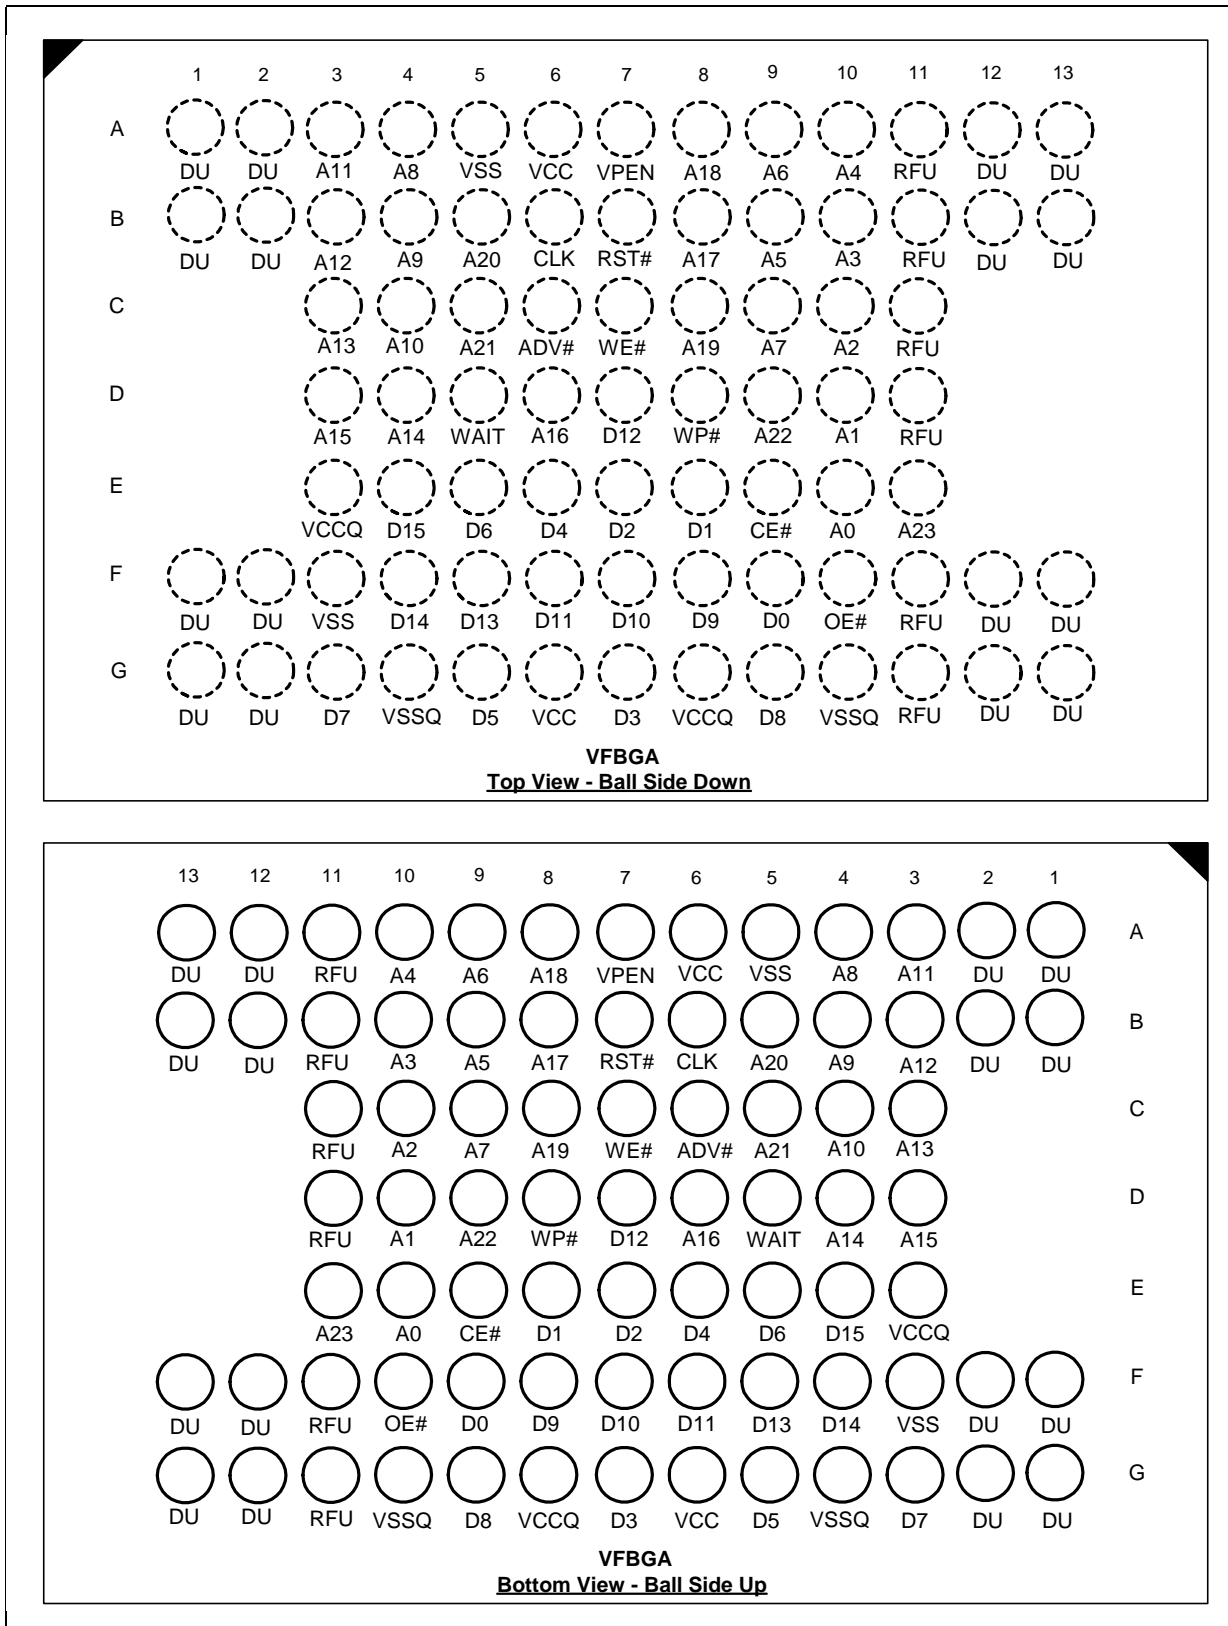 1 2 3 4 5 6 7 8 9 10 11 12 13
A
DU DU A11 A8 VSS VCC VPEN A18 A6 A4 RFU DU DU
B
DU DU A12 A9 A20 CLK RST# A17 A5 A3 RFU DU DU
C
A13 A10 A21 ADV# WE# A19 A7 A2 RFU
D
A15 A14 WAIT A16 D12 WP# A22 A1 RFU
E
VCCQ D15 D6 D4 D2 D1 CE# A0 A23
F
DU DU VSS D14 D13 D11 D10 D9 D0 OE# RFU DU DU
G
DU DU D7 VSSQ D5 VCC D3 VCCQ D8 VSSQ RFU DU DU
VFBGA
Top View - Ball Side Down
13 12 11 10 9 8 7 6 5 4 3 2 1
A
DU DU RFU A4 A6 A18 VPEN VCC VSS A8 A11 DU DU
B
DU DU RFU A3 A5 A17 RST# CLK A20 A9 A12 DU DU
C
RFU A2 A7 A19 WE# ADV# A21 A10 A13
D
RFU A1 A22 WP# D12 A16 WAIT A14 A15
E
A23 A0 CE# D1 D2 D4 D6 D15 VCCQ
F
DU DU RFU OE# D0 D9 D10 D11 D13 D14 VSS DU DU
G
DU DU RFU VSSQ D8 VCCQ D3 VCC D5 VSSQ D7 DU DU
VFBGA
Bottom View - Ball Side Up